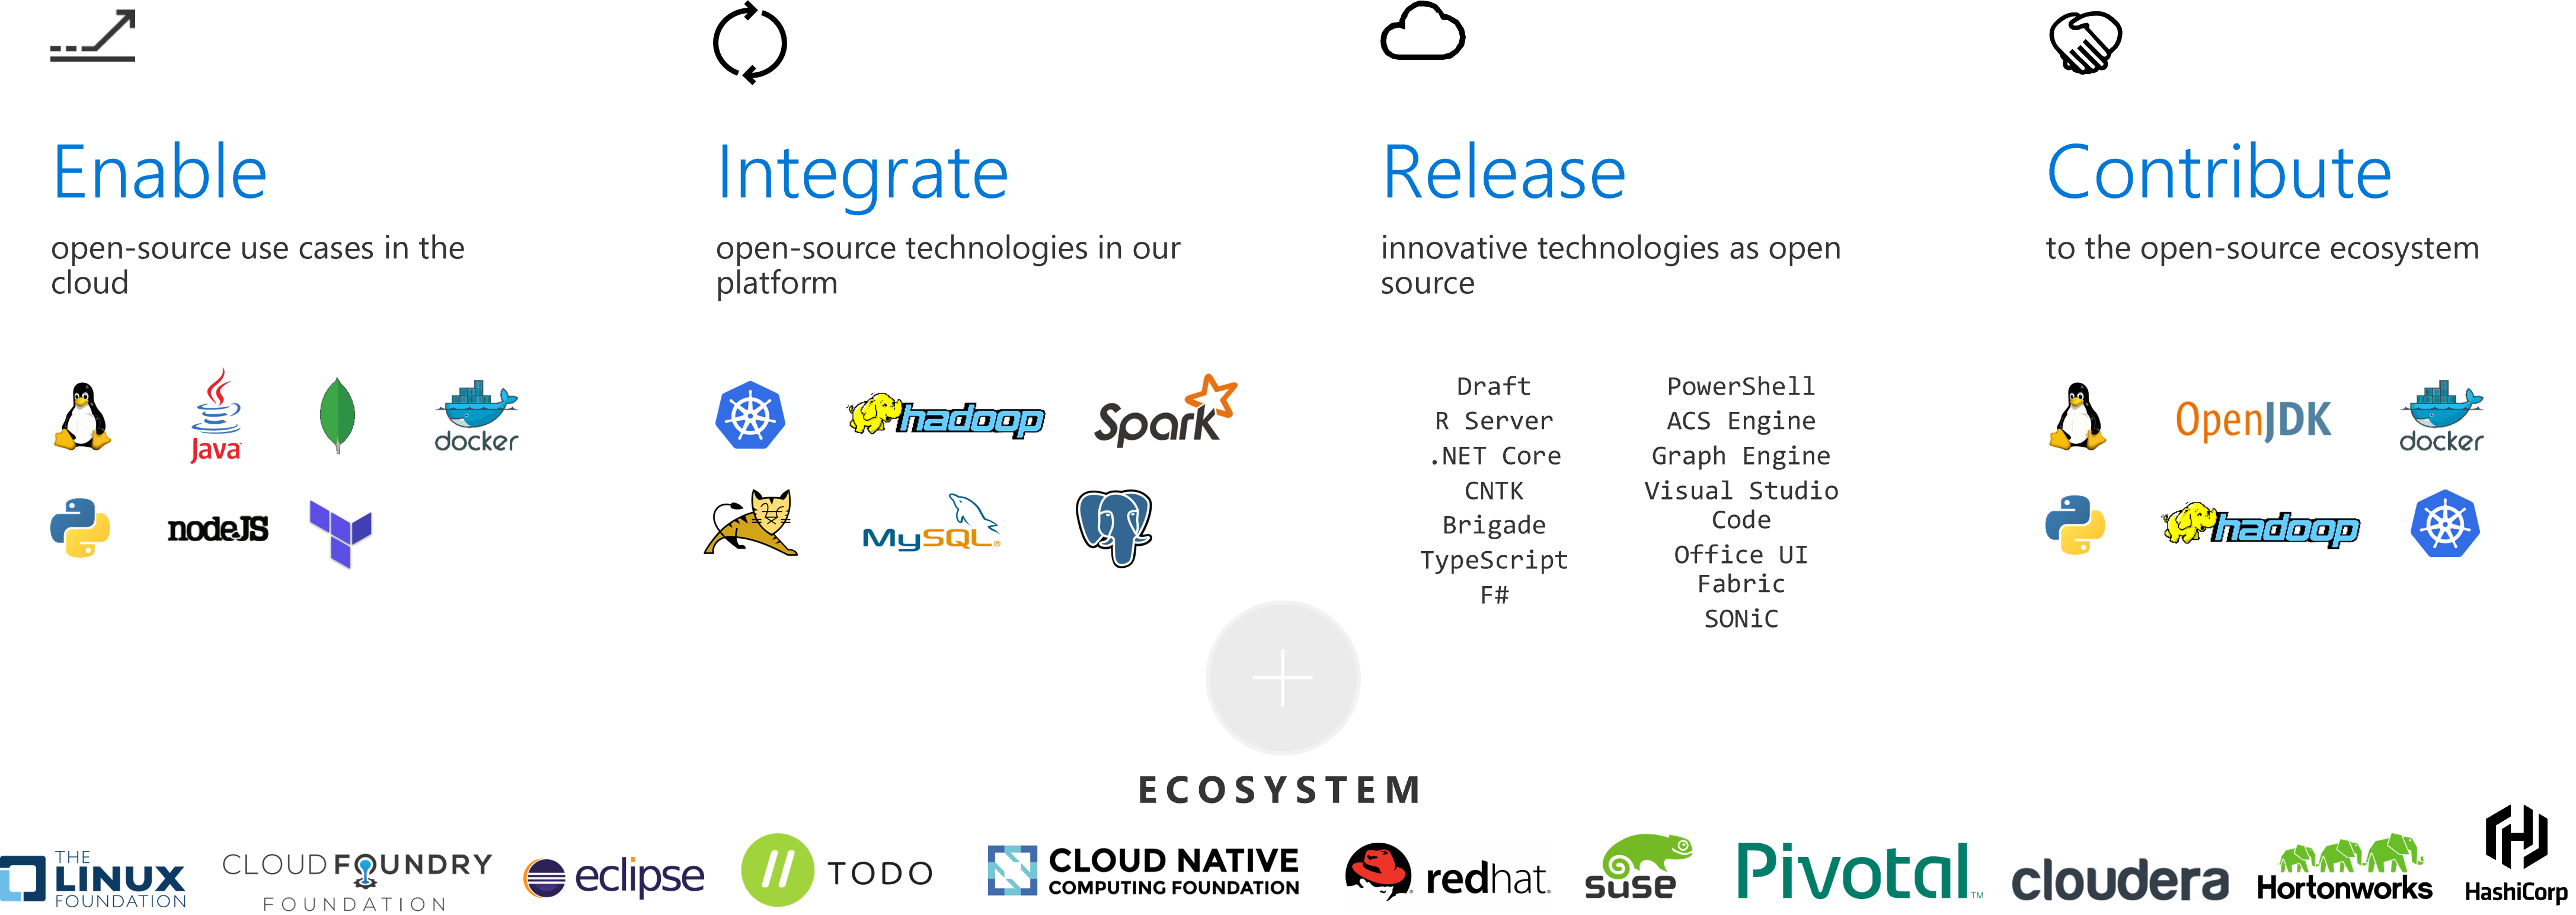 Enable
open-source use cases in the
cloud
Java
docker
nodeJS
Integrate
open-source technologies in our
platform
hadoop
Spark
MySQL®
Release
innovative technologies as open
source
Draft
R Server
.NET Core
CNTK
Brigade
TypeScript
F#
PowerShell
ACS Engine
Graph Engine
Visual Studio
Code
Office UI
Fabric
SONiC
Contribute
to the open-source ecosystem
OpenJDK
docker
hadoop
ECOSYSTEM
THE
LINUX
FOUNDATION
CLOUD FOUNDRY
FOUNDATION
eclipse
TODO
CLOUD NATIVE
COMPUTING FOUNDATION
redhat.
suse
Pivotal™
cloudera
Hortonworks
HashiCorp